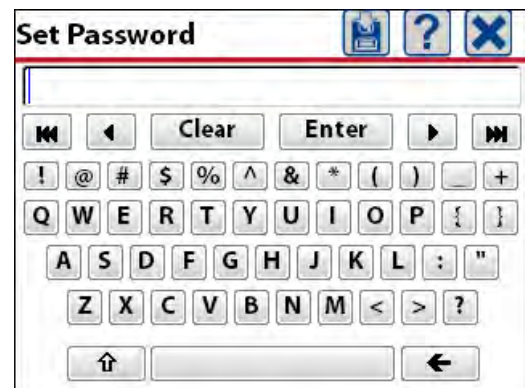 Set Password ?
Clear Enter
! @ # $ % ^ & * ( ) _ +
Q W E R T Y U I O P { }
A S D F G H J K L : "
Z X C V B N M < > ?